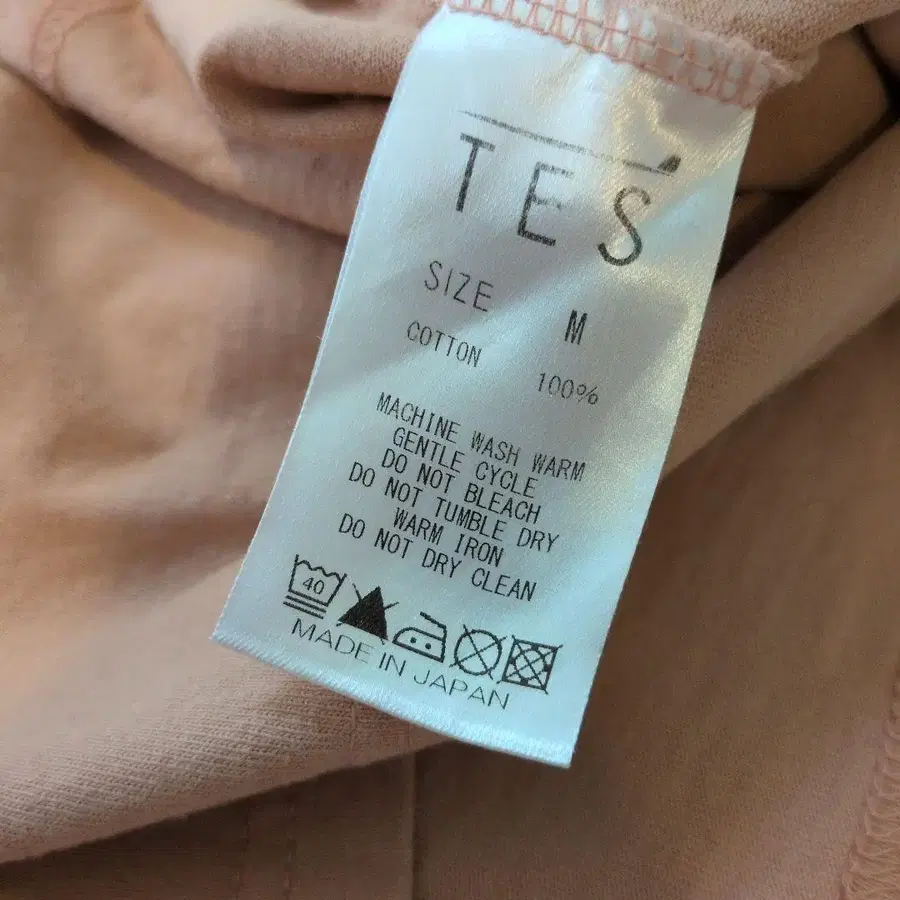 TES
SIZE M
COTTON 100%
MACHINE WASH WARM
GENTLE CYCLE
DO NOT BLEACH
DO NOT TUMBLE DRY
WARM IRON
DO NOT DRY CLEAN
40
MADE IN JAPAN